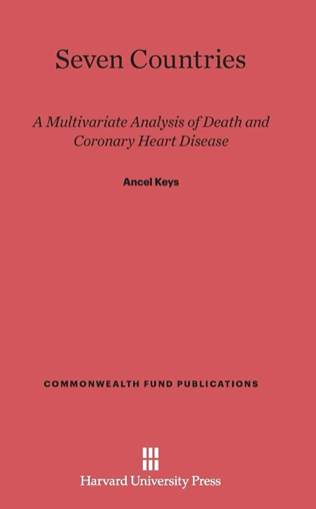 Seven Countries
A Multivariate Analysis of Death and
Coronary Heart Disease
Ancel Keys
COMMONWEALTH FUND PUBLICATIONS
Harvard University Press